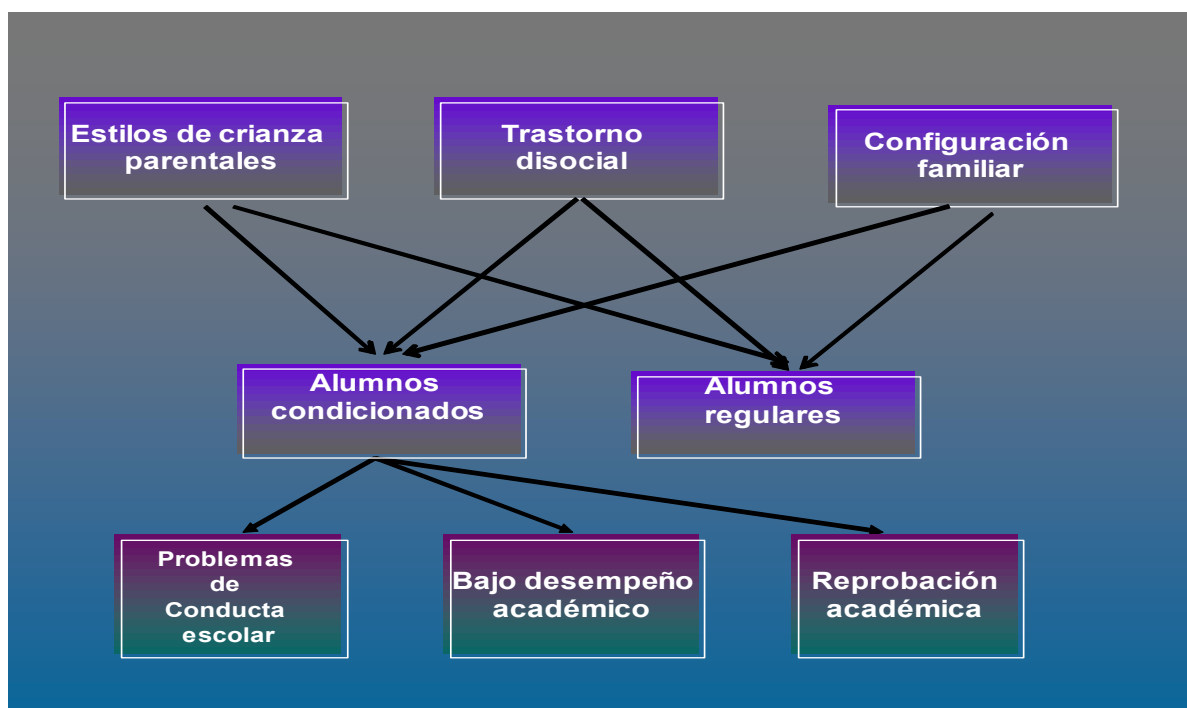 Estilos de crianza
parentales
Trastorno
disocial
Configuración
familiar
Alumnos
condicionados
Alumnos
regulares
Problemas
de
Conducta
escolar
Bajo desempeño
académico
Reprobación
académica